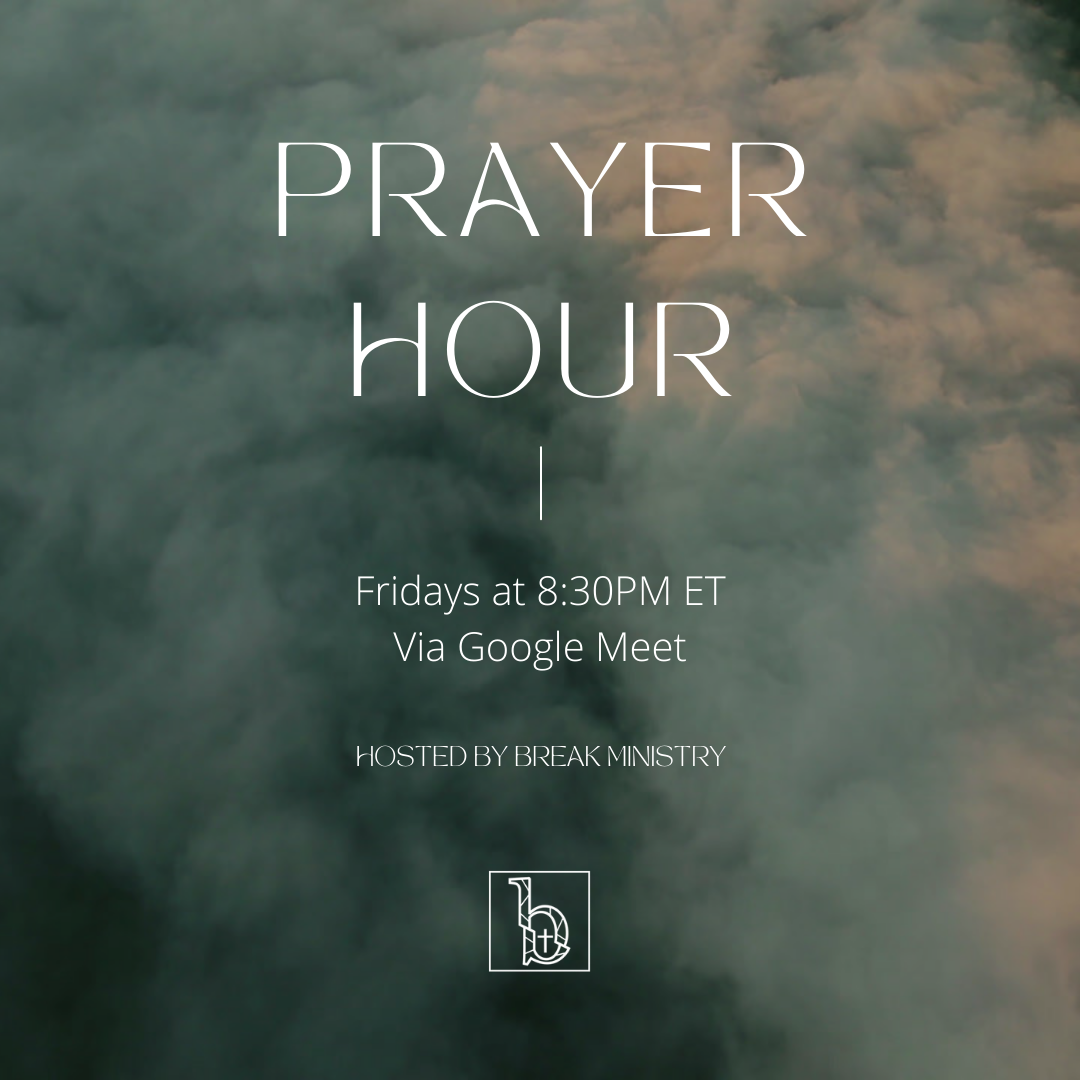 PRAYER
HOUR
Fridays at 8:30PM ET
Via Google Meet
HOSTED BY BREAK MINISTRY
b